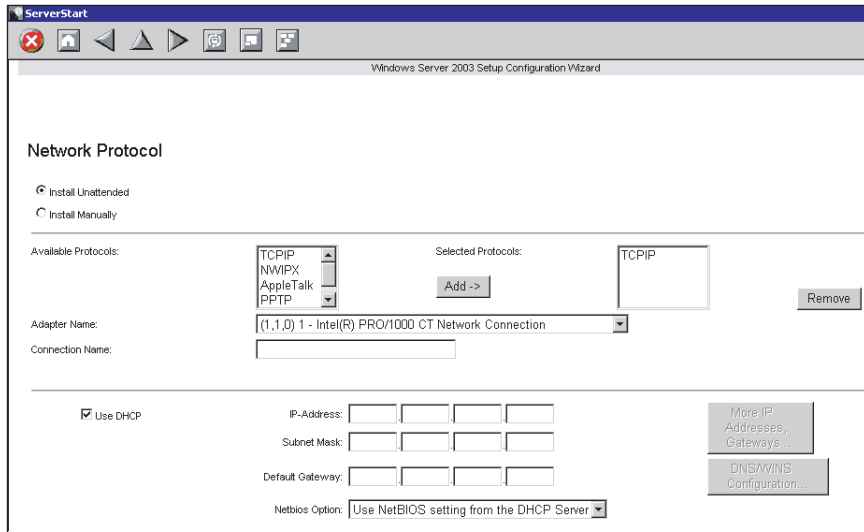 ServerStart
Windows Server 2003 Setup Configuration Wizard
Network Protocol
Install Unattended
Install Manually
Available Protocols:
TCPIP
NWIPX
AppleTalk
PPTP
Selected Protocols:
Add ->
TCPIP
Remove
Adapter Name:
(1,1,0) 1 - Intel(R) PRO/1000 CT Network Connection
Connection Name:
Use DHCP
IP-Address:
Subnet Mask:
Default Gateway:
Netbios Option:
Use NetBIOS setting from the DHCP Server
More IP
Addresses,
Gateways ...
DNS/WINS
Configuration...